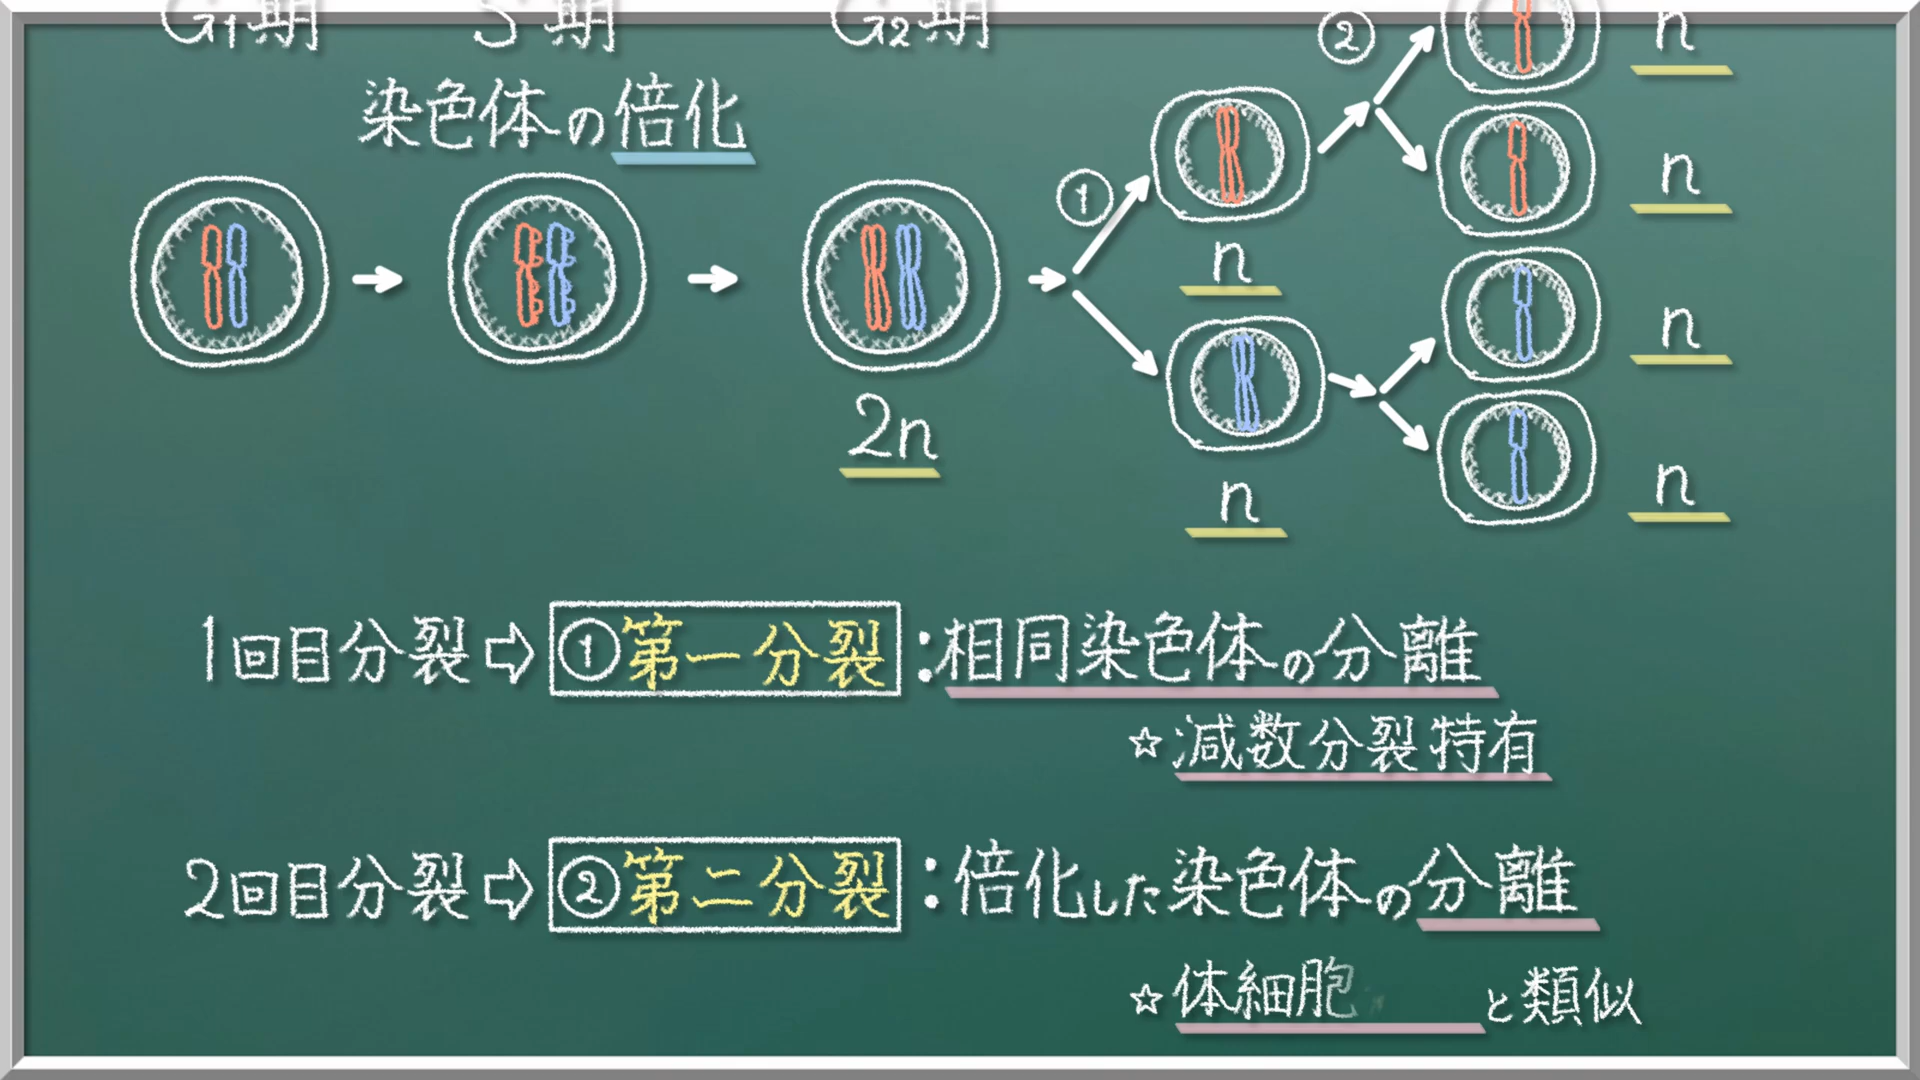 G₁期
S期
G₂期
染色体の倍化
②
n
n
①
n
n
2n
n
n
1回目分裂⇨①第一分裂:相同染色体の分離
☆減数分裂特有
2回目分裂⇨②第二分裂:倍化した染色体の分離
☆体細胞 と類似